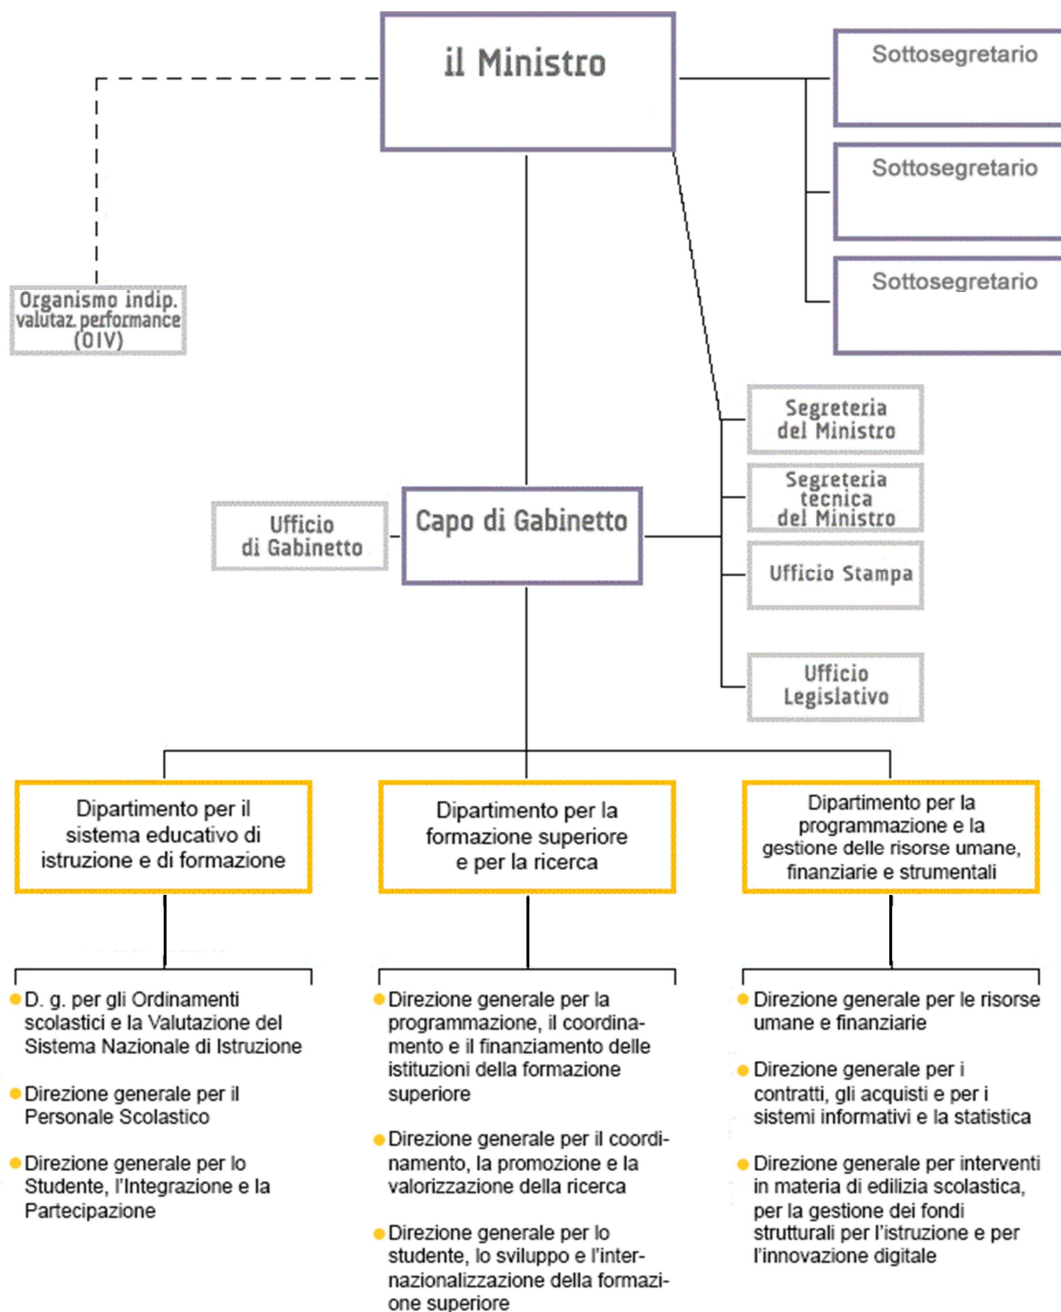 il Ministro
Sottosegretario
Sottosegretario
Sottosegretario
Organismo indip.
valutaz. performance
(OIV)
Segreteria
del Ministro
Segreteria
tecnica
del Ministro
Ufficio
di Gabinetto
Capo di Gabinetto
Ufficio Stampa
Ufficio
Legislativo
Dipartimento per il
sistema educativo di
istruzione e di formazione
Dipartimento per la
formazione superiore
e per la ricerca
Dipartimento per la
programmazione e la
gestione delle risorse umane,
finanziarie e strumentali
D. g. per gli Ordinamenti
scolastici e la Valutazione del
Sistema Nazionale di Istruzione
Direzione generale per il
Personale Scolastico
Direzione generale per lo
Studente, l'Integrazione e la
Partecipazione
Direzione generale per la
programmazione, il coordina-
mento e il finanziamento delle
istituzioni della formazione
superiore
Direzione generale per il coordi-
namento, la promozione e la
valorizzazione della ricerca
Direzione generale per lo
studente, lo sviluppo e l'inter-
nazionalizzazione della formazi-
one superiore
Direzione generale per le risorse
umane e finanziarie
Direzione generale per i
contratti, gli acquisti e per i
sistemi informativi e la statistica
Direzione generale per interventi
in materia di edilizia scolastica,
per la gestione dei fondi
strutturali per l'istruzione e per
l'innovazione digitale